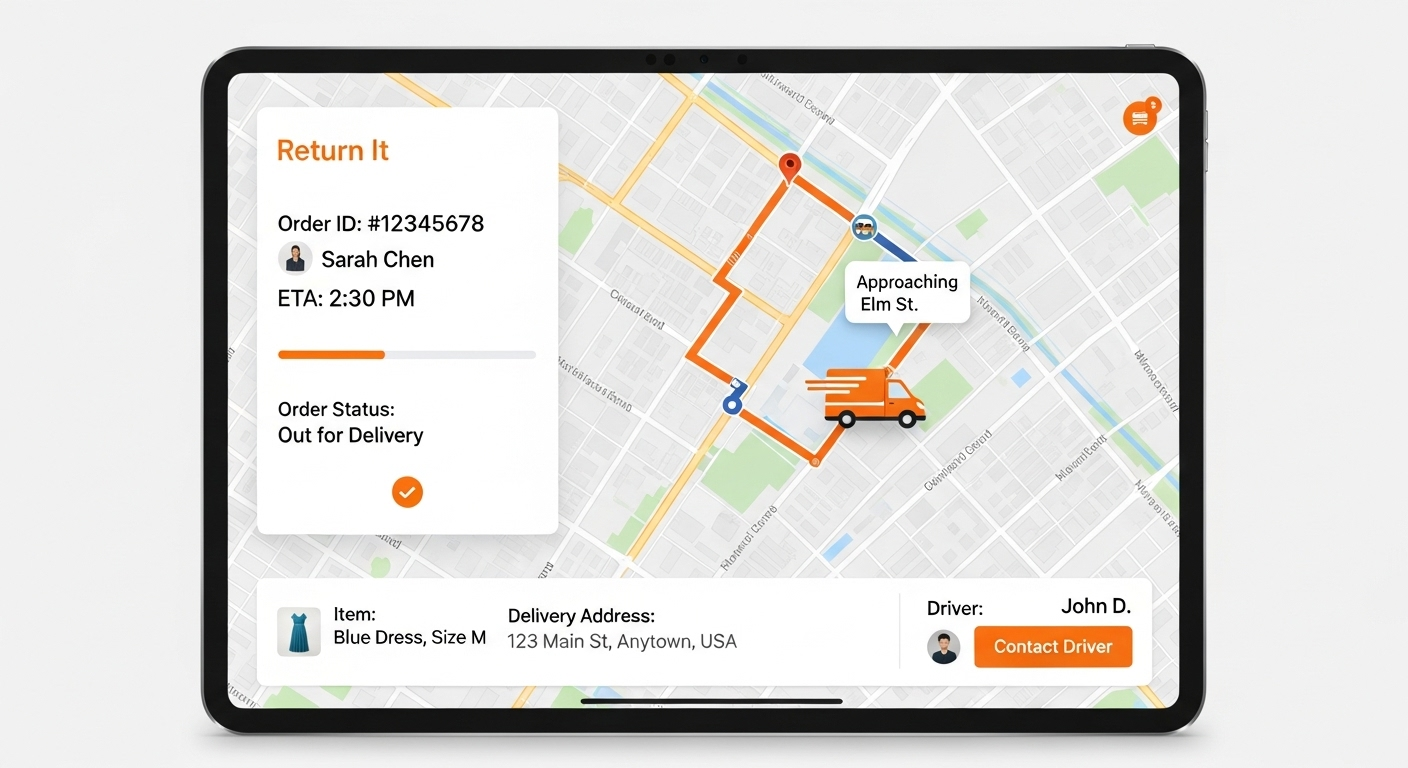 Return It
Order ID: #12345678
Sarah Chen
ETA: 2:30 PM
Order Status:
Out for Delivery
Approaching
Elm St.
Item:
Blue Dress, Size M
Delivery Address:
123 Main St, Anytown, USA
Driver:
John D.
Contact Driver